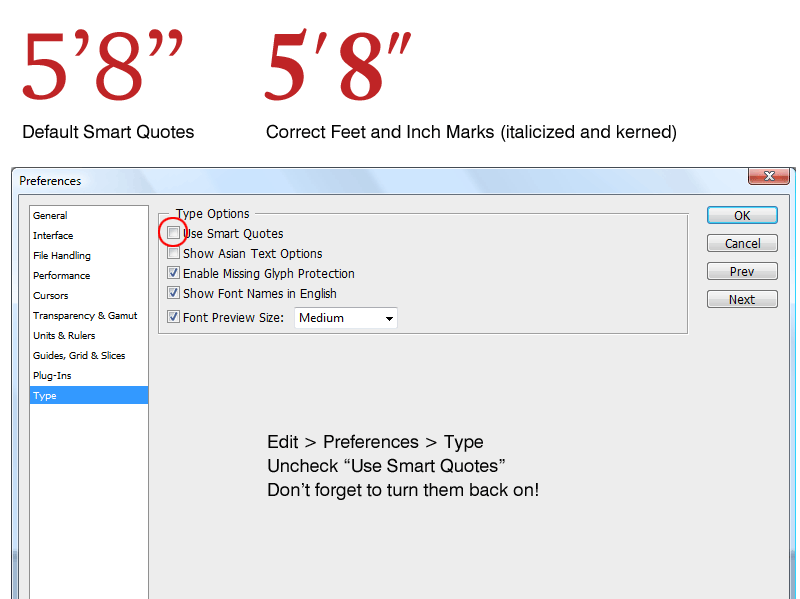 5’8”
5′8″
Default Smart Quotes
Correct Feet and Inch Marks (italicized and kerned)
Preferences
General
Interface
File Handling
Performance
Cursors
Transparency & Gamut
Units & Rulers
Guides, Grid & Slices
Plug-Ins
Type
Type Options
Use Smart Quotes
Show Asian Text Options
Enable Missing Glyph Protection
Show Font Names in English
Font Preview Size: Medium
OK
Cancel
Prev
Next
Edit > Preferences > Type
Uncheck “Use Smart Quotes”
Don’t forget to turn them back on!